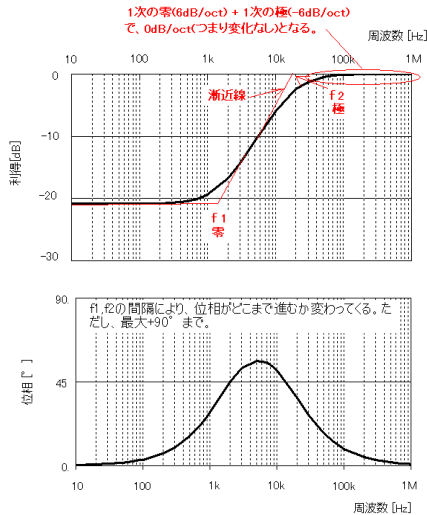 1次の零(6dB/oct) + 1次の極(-6dB/oct)
で、0dB/oct(つまり変化なし)となる。
周波数 [Hz]
10
100
1k
10k
100k
1M
0
-10
-20
-30
利得[dB]
漸近線
f2
極
f1
零
f1,f2の間隔により、位相がどこまで進むか変わってくる。た
だし、最大+90°まで。
90
45
0
位相 [°]
10
100
1k
10k
100k
1M
周波数 [Hz]